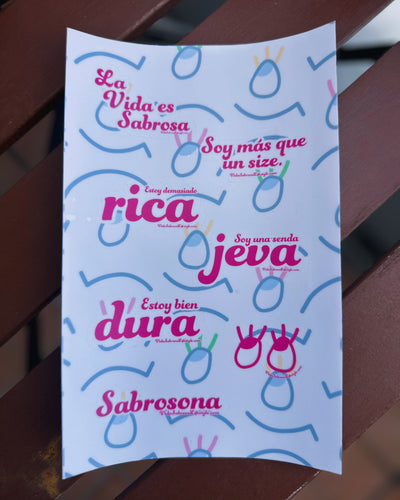 La
Vida es
Sabrosa
Soy más que
un size.
Estoy demasiado
rica
Soy una senda
jeva
Estoy bien
dura
Sabrosona